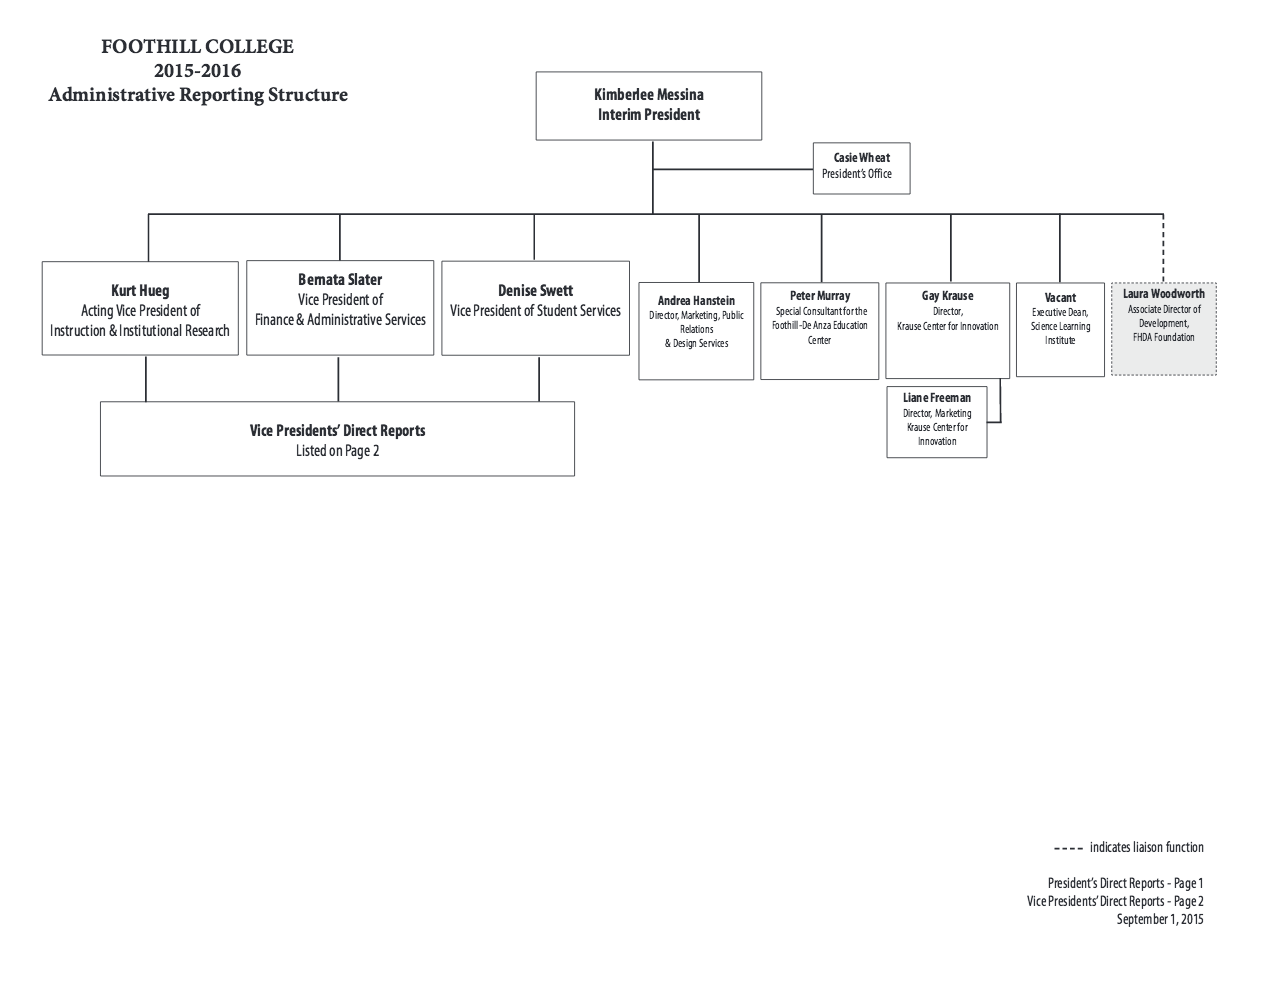 FOOTHILL COLLEGE
2015-2016
Administrative Reporting Structure
Kimberlee Messina
Interim President
Casie Wheat
President's Office
Kurt Hueg
Acting Vice President of
Instruction & Institutional Research
Bernata Slater
Vice President of
Finance & Administrative Services
Denise Swett
Vice President of Student Services
Andrea Hanstein
Director, Marketing, Public
Relations
& Design Services
Peter Murray
Special Consultant for the
Foothill-De Anza Education
Center
Gay Krause
Director,
Krause Center for Innovation
Vacant
Executive Dean,
Science Learning
Institute
Laura Woodworth
Associate Director of
Development,
FHDA Foundation
Liane Freeman
Director, Marketing
Krause Center for
Innovation
Vice Presidents' Direct Reports
Listed on Page 2
---- indicates liaison function
President's Direct Reports - Page 1
Vice Presidents' Direct Reports - Page 2
September 1, 2015